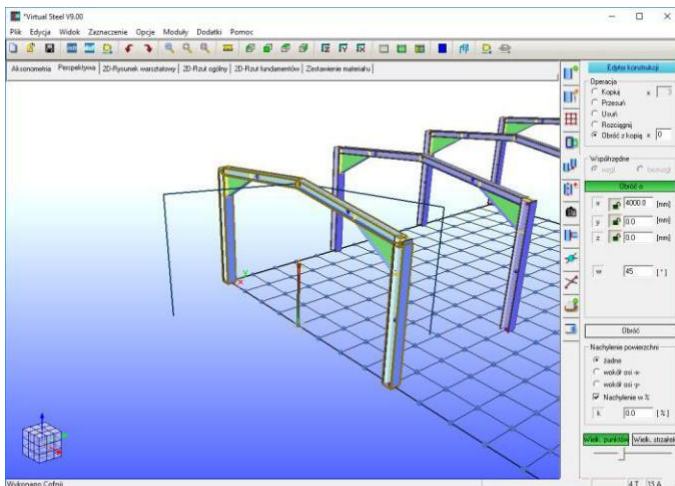 *Virtual Steel V9.00
Plik Edycja Widok Zaznaczenie Opcje Moduły Dodatki Pomoc
Aksonometria Perspektywa 2D-Rysunek warsztatowy 2D-Rzut ogólny 2D-Rzut fundamentów Zestawienie materiału
Edytor konstrukcji
Operacja
Kopiuj x
Przesuń
Usuń
Rozciągnij
Obróć z kopią x 0
Współrzędne
wzgl.
Obróć o
x 4000.0 [mm]
y 0.0 [mm]
z 0.0 [mm]
w 45 [°]
Obróć
Nachylenie powierzchni
żadne
wokół osi -x-
wokół osi -y-
Nachylenie w %
k 0.0 [%]
Wielk. punktów Wielk. strzałek
Y
X
Wykonano Cofnij
4 T 15 A